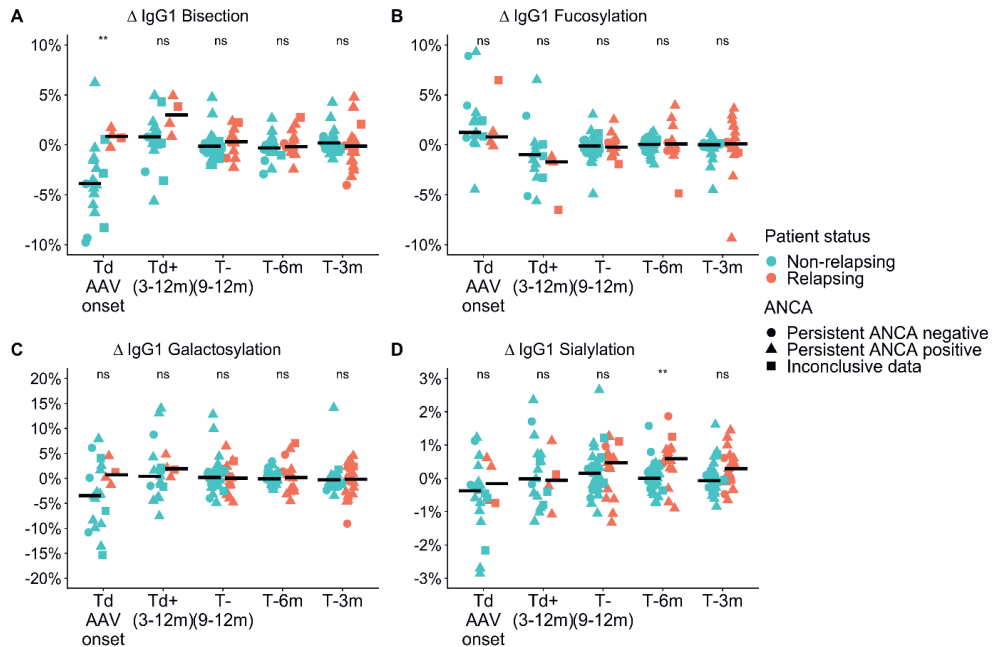 A
Δ IgG1 Bisection
10%
5%
0%
-5%
-10%
**
ns
ns
ns
ns
Td AAV onset
Td+ (3-12m)
T- (9-12m)
T-6m
T-3m
B
Δ IgG1 Fucosylation
10%
5%
0%
-5%
-10%
ns
ns
ns
ns
ns
Td AAV onset
Td+ (3-12m)
T- (9-12m)
T-6m
T-3m
Patient status
Non-relapsing
Relapsing
ANCA
Persistent ANCA negative
Persistent ANCA positive
Inconclusive data
C
Δ IgG1 Galactosylation
20%
15%
10%
5%
0%
-5%
-10%
-15%
-20%
ns
ns
ns
ns
ns
Td AAV onset
Td+ (3-12m)
T- (9-12m)
T-6m
T-3m
D
Δ IgG1 Sialylation
3%
2%
1%
0%
-1%
-2%
-3%
ns
ns
ns
**
ns
Td AAV onset
Td+ (3-12m)
T- (9-12m)
T-6m
T-3m